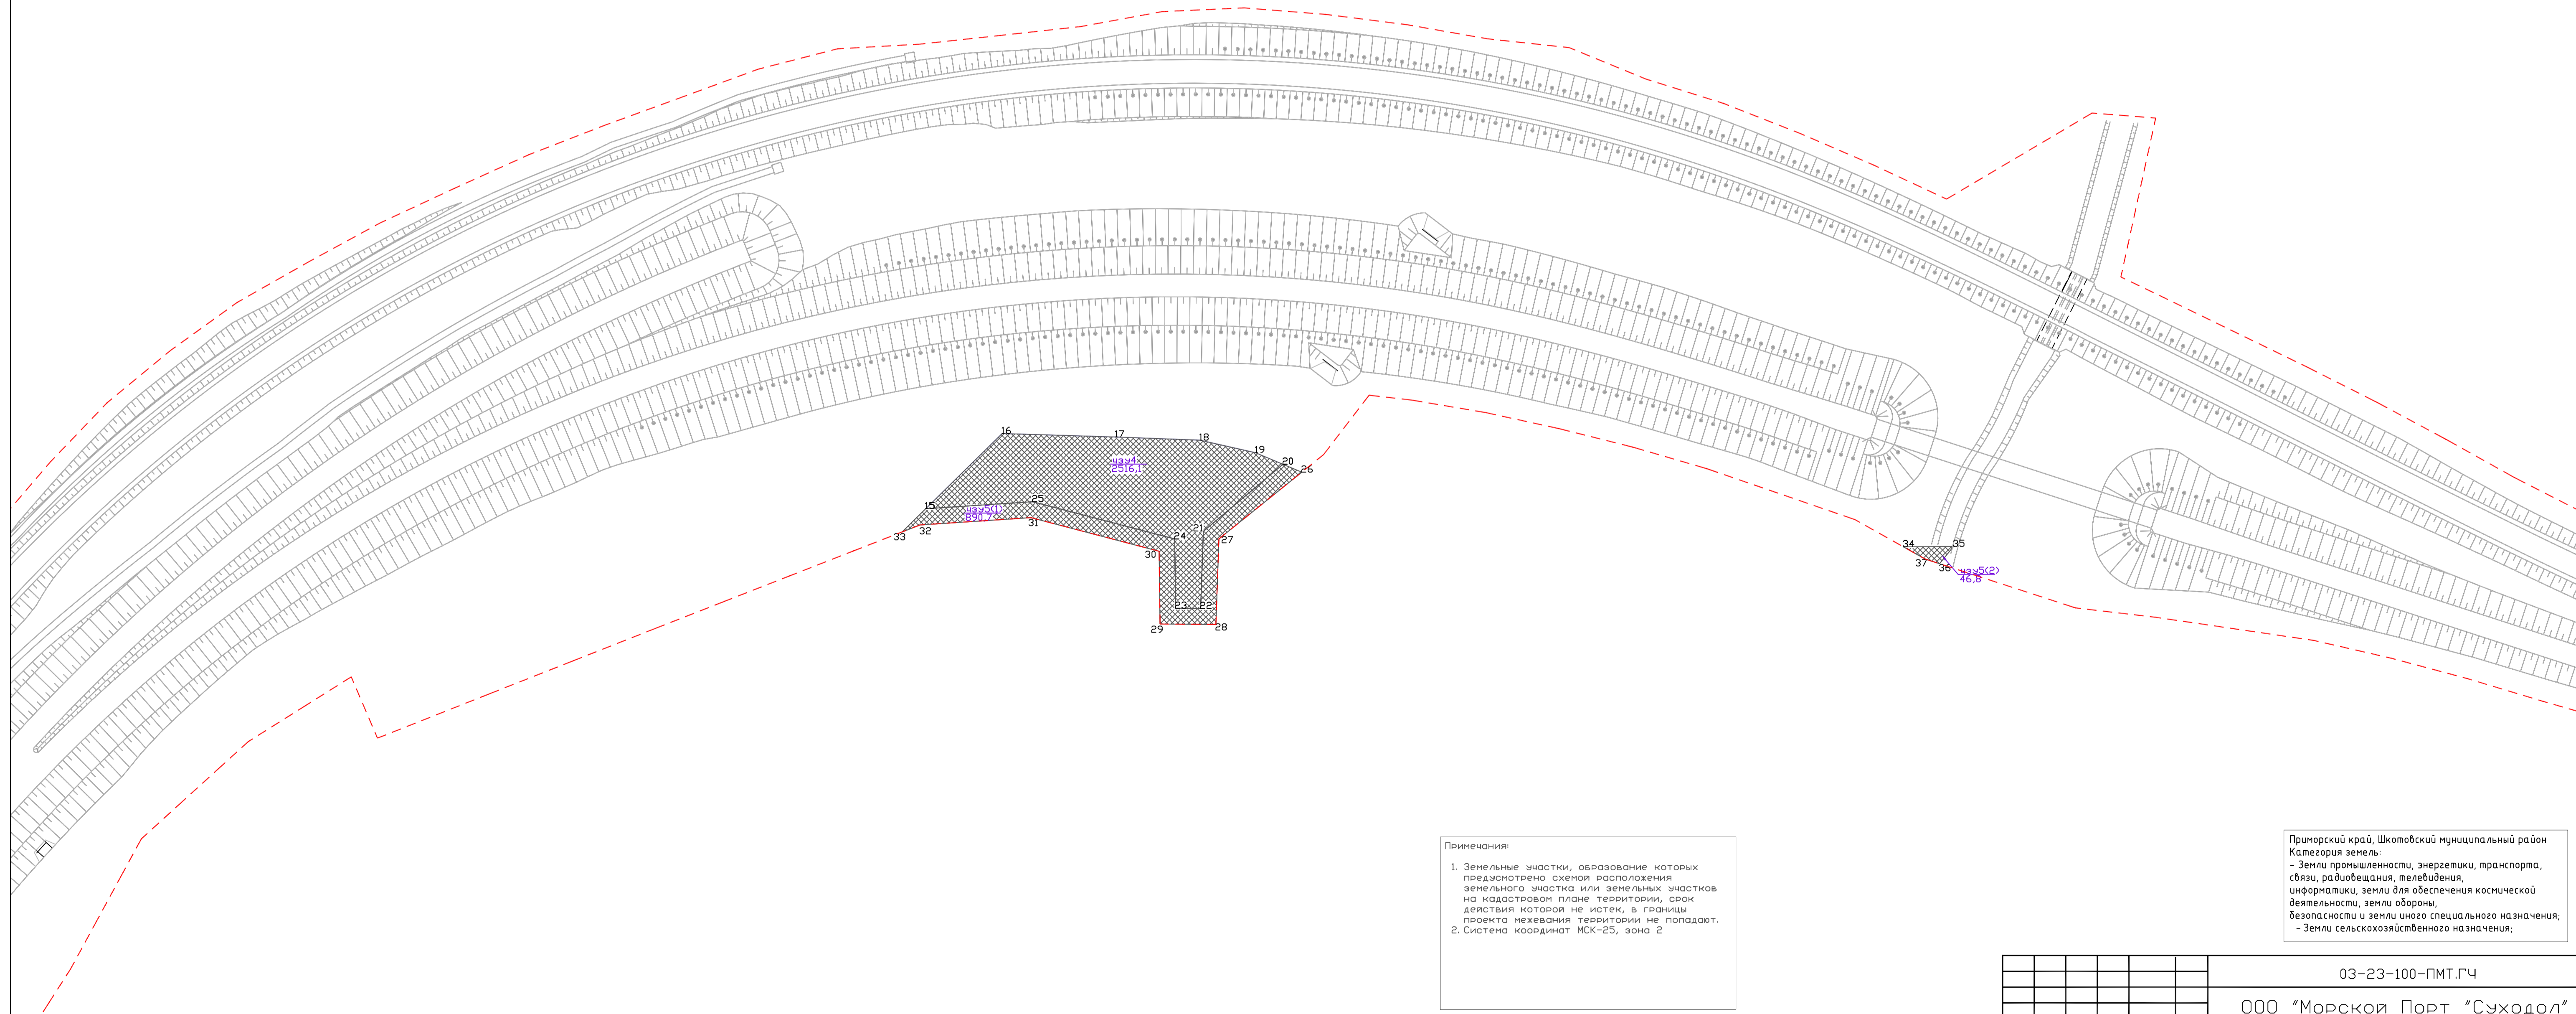 16
17
18
19
20
26
чзу4
2516,1
15
25
чзу5(1)
890,7
31
32
33
24
21
27
30
23
22
29
28
34
35
37
36
чзу5(2)
46,8
Примечания:
1. Земельные участки, образование которых
предусмотрено схемой расположения
земельного участка или земельных участков
на кадастровом плане территории, срок
действия которой не истек, в границы
проекта межевания территории не попадают.
2. Система координат МСК-25, зона 2
Приморский край, Шкотовский муниципальный район
Категория земель:
- Земли промышленности, энергетики, транспорта,
связи, радиовещания, телевидения,
информатики, земли для обеспечения космической
деятельности, земли обороны,
безопасности и земли иного специального назначения;
- Земли сельскохозяйственного назначения;
03-23-100-ПМТ.ГЧ
ООО "Морской Порт "Суходол"